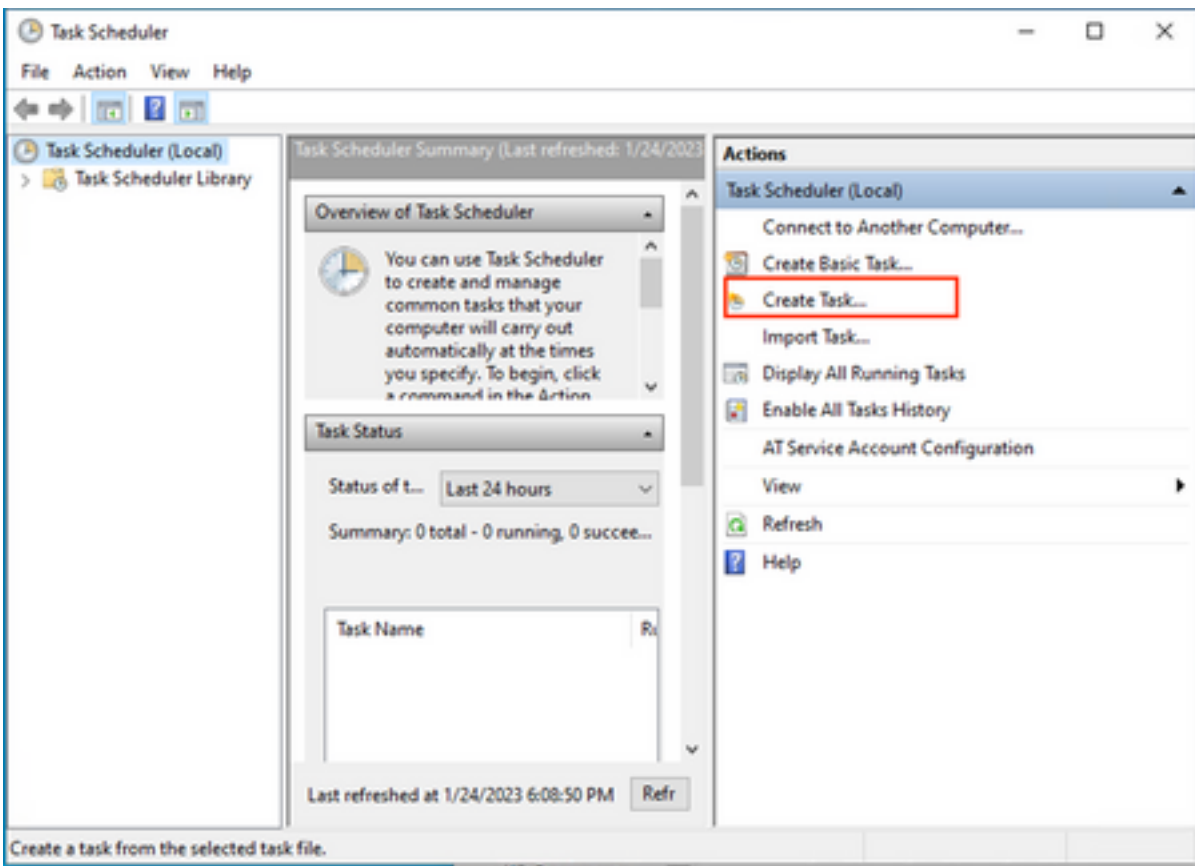 Task Scheduler
File Action View Help
Task Scheduler (Local)
Task Scheduler Library
Task Scheduler Summary (Last refreshed: 1/24/2023
Overview of Task Scheduler
You can use Task Scheduler
to create and manage
common tasks that your
computer will carry out
automatically at the times
you specify. To begin, click
a command in the Action
Task Status
Status of t...
Last 24 hours
Summary: 0 total - 0 running, 0 succee...
Task Name
Last refreshed at 1/24/2023 6:08:50 PM
Refr
Actions
Task Scheduler (Local)
Connect to Another Computer...
Create Basic Task...
Create Task...
Import Task...
Display All Running Tasks
Enable All Tasks History
AT Service Account Configuration
View
Refresh
Help
Create a task from the selected task file.